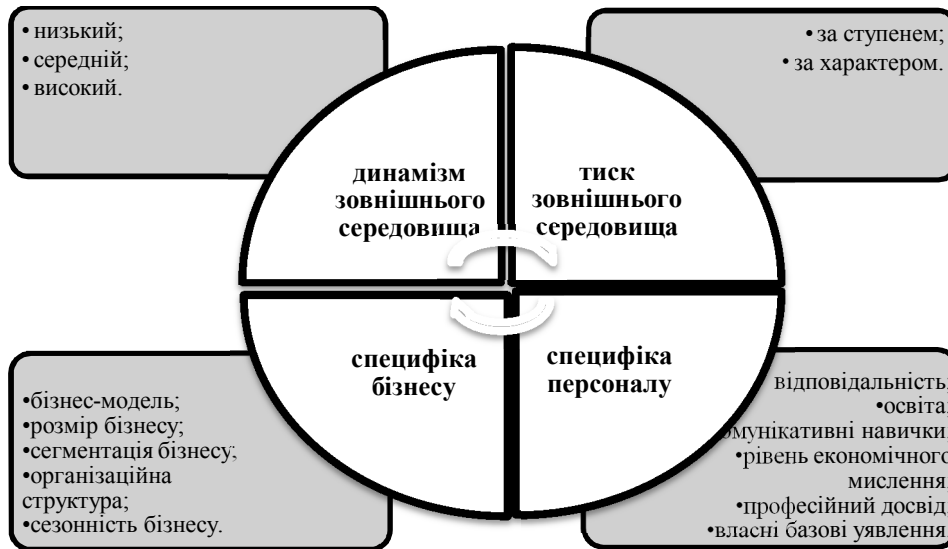 • низький;
• середній;
• високий.
• за ступенем;
• за характером.
динамізм
зовнішнього
середовища
тиск
зовнішнього
середовища
специфіка
бізнесу
специфіка
персоналу
•бізнес-модель;
•розмір бізнесу;
•сегментація бізнесу;
•організаційна
структура;
•сезонність бізнесу.
відповідальність;
•освіта;
омунікативні навички;
•рівень економічного
мислення;
•професійний досвід;
•власні базові уявлення